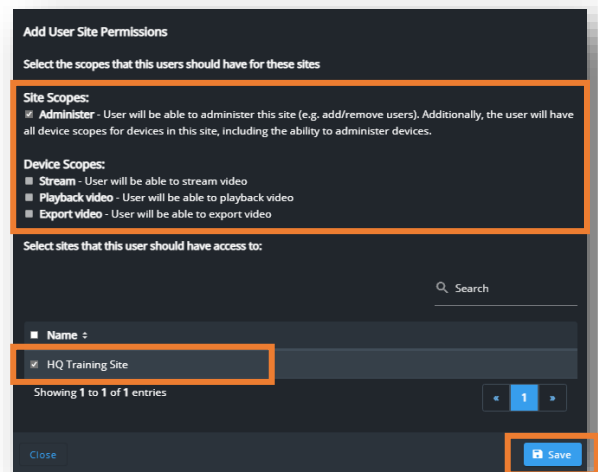 Add User Site Permissions
Select the scopes that this users should have for these sites
Site Scopes:
Administer - User will be able to administer this site (e.g. add/remove users). Additionally, the user will have
all device scopes for devices in this site, including the ability to administer devices.
Device Scopes:
Stream - User will be able to stream video
Playback video - User will be able to playback video
Export video - User will be able to export video
Select sites that this user should have access to:
Search
Name
HQ Training Site
Showing 1 to 1 of 1 entries
« 1 »
Close
Save